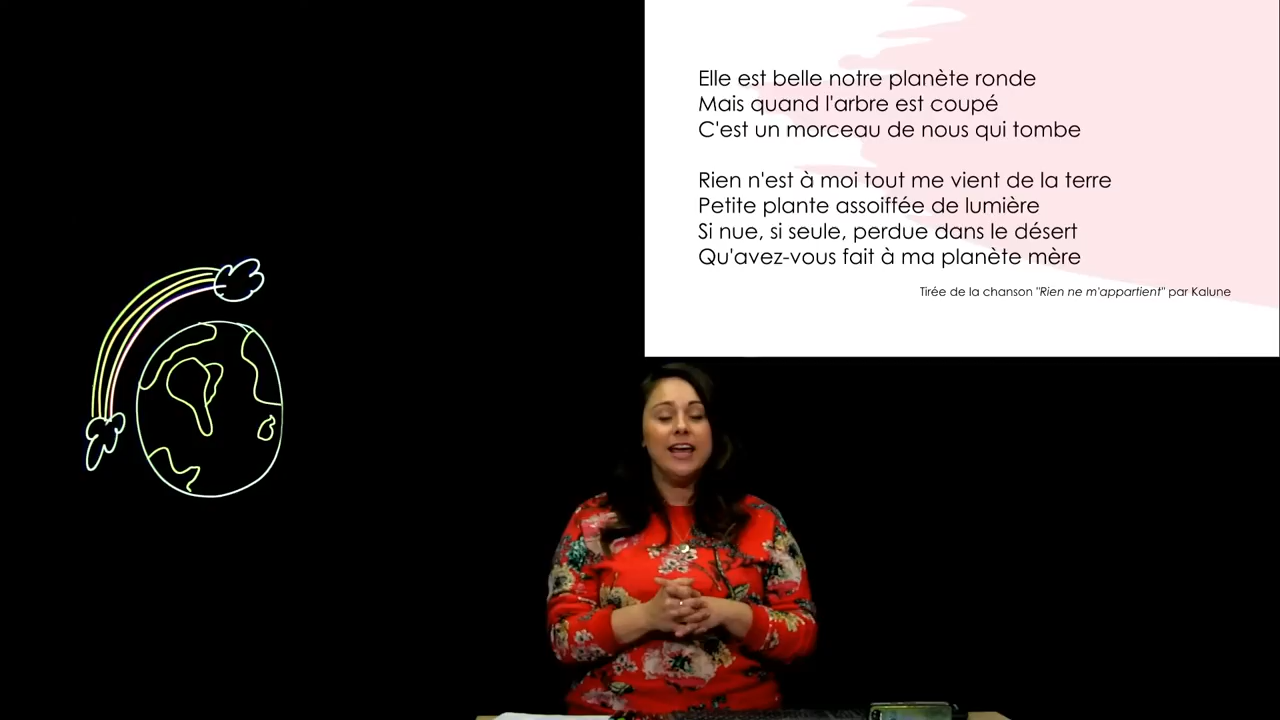 Elle est belle notre planète ronde
Mais quand l'arbre est coupé
C'est un morceau de nous qui tombe
Rien n'est à moi tout me vient de la terre
Petite plante assoiffée de lumière
Si nue, si seule, perdue dans le désert
Qu'avez-vous fait à ma planète mère
Tirée de la chanson "Rien ne m'appartient" par Kalune